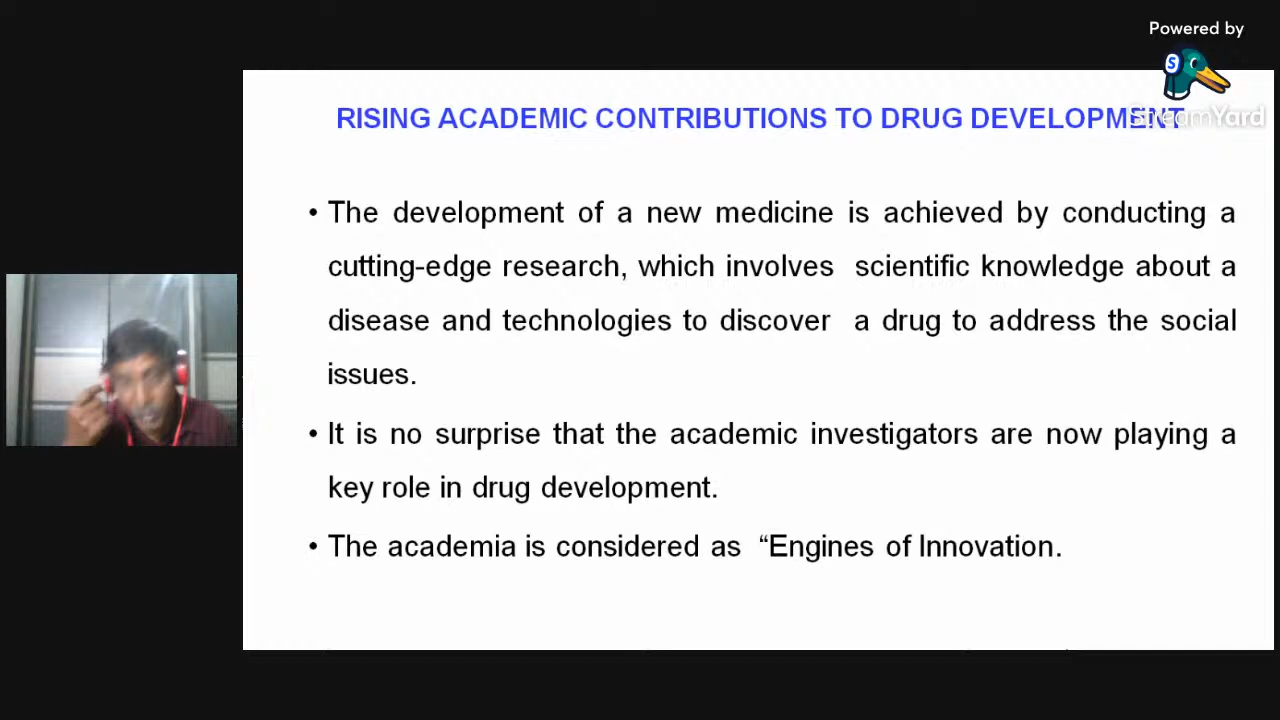 Powered by
S
StreamYard
RISING ACADEMIC CONTRIBUTIONS TO DRUG DEVELOPMENT
• The development of a new medicine is achieved by conducting a
cutting-edge research, which involves scientific knowledge about a
disease and technologies to discover a drug to address the social
issues.
• It is no surprise that the academic investigators are now playing a
key role in drug development.
• The academia is considered as “Engines of Innovation.